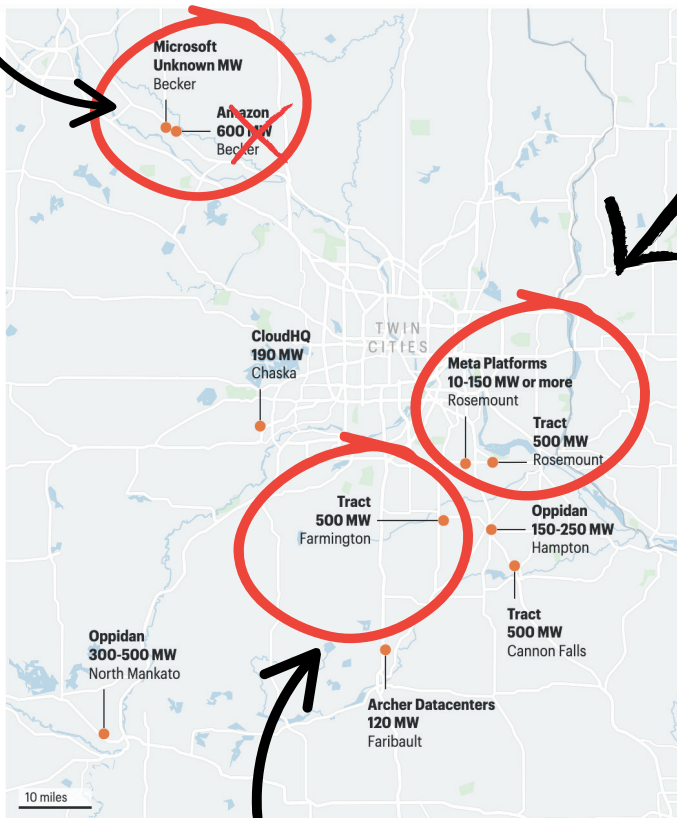 Microsoft
Unknown MW
Becker
Amazon
600 MW
Becker
TWIN
CITIES
CloudHQ
190 MW
Chaska
Meta Platforms
10-150 MW or more
Rosemount
Tract
500 MW
Rosemount
Tract
500 MW
Farmington
Oppidan
150-250 MW
Hampton
Tract
500 MW
Cannon Falls
Oppidan
300-500 MW
North Mankato
Archer Datacenters
120 MW
Faribault
10 miles